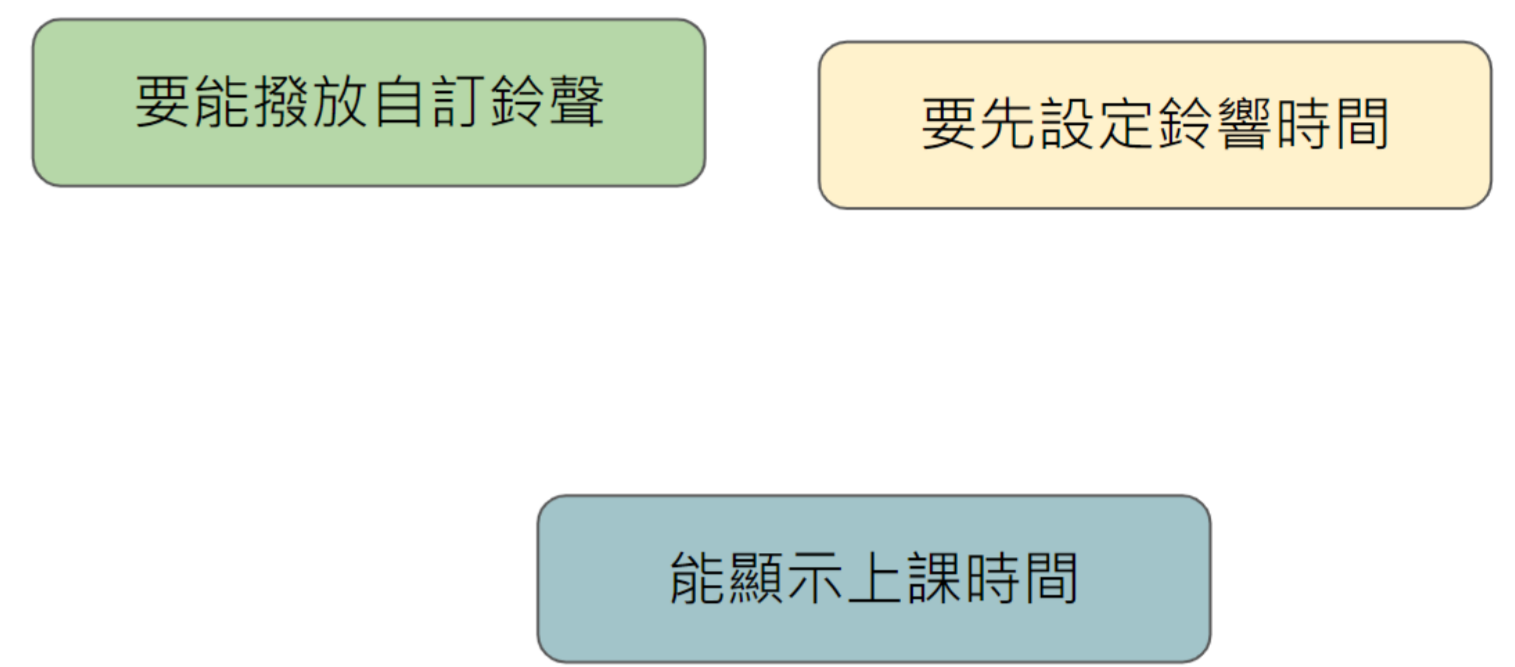 要能撥放自訂鈴聲
要先設定鈴響時間
能顯示上課時間